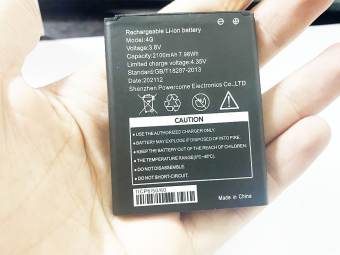 Rechargeable Li-ion battery
Model:4G
Voltage:3.8V
Capacity:2100mAh 7.98Wh
Limited charge voltage:4.35V
Std:GB/T18287-2013
Date:202112
Shenzhen Powercome Electronics Co.,Ltd
CAUTION
● USE THE AUTHORIZED CHARGER ONLY.
● BATTERY MAY EXPLORD IF DISPOSED OF INTO FIRE.
● KEEP BATTERY OUT OF THE REACH OF CHILDREN.
● THE TEMPERATURE RANGE(0℃~45℃).
● DO NOT DISASSEMBLE.
● DO NOT SHORT CIRCUIT.
Made in China